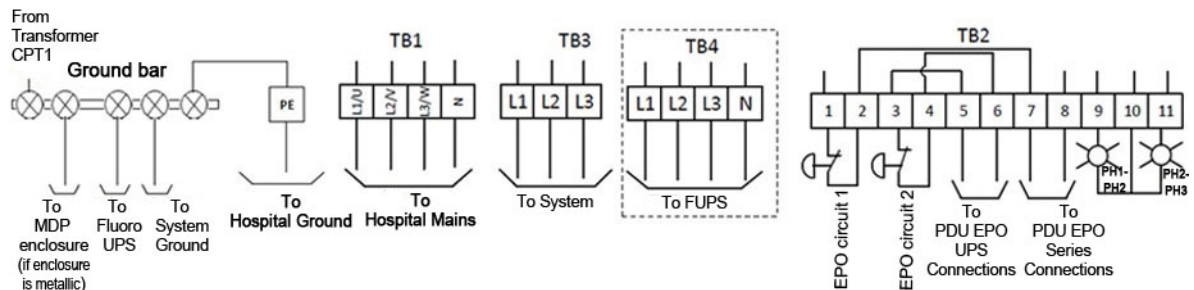 From
Transformer
CPT1
Ground bar
PE
To
MDP
enclosure
(if enclosure
is metallic)
To
Fluoro
UPS
To
System
Ground
To
Hospital Ground
TB1
L1/U
L2/V
L3/W
N
To
Hospital Mains
TB3
L1
L2
L3
To System
TB4
L1
L2
L3
N
To FUPS
TB2
1
2
3
4
5
6
7
8
9
10
11
EPO circuit 1
EPO circuit 2
To
PDU EPO
UPS
Connections
To
PDU EPO
Series
Connections
PH1-
PH2
PH2-
PH3